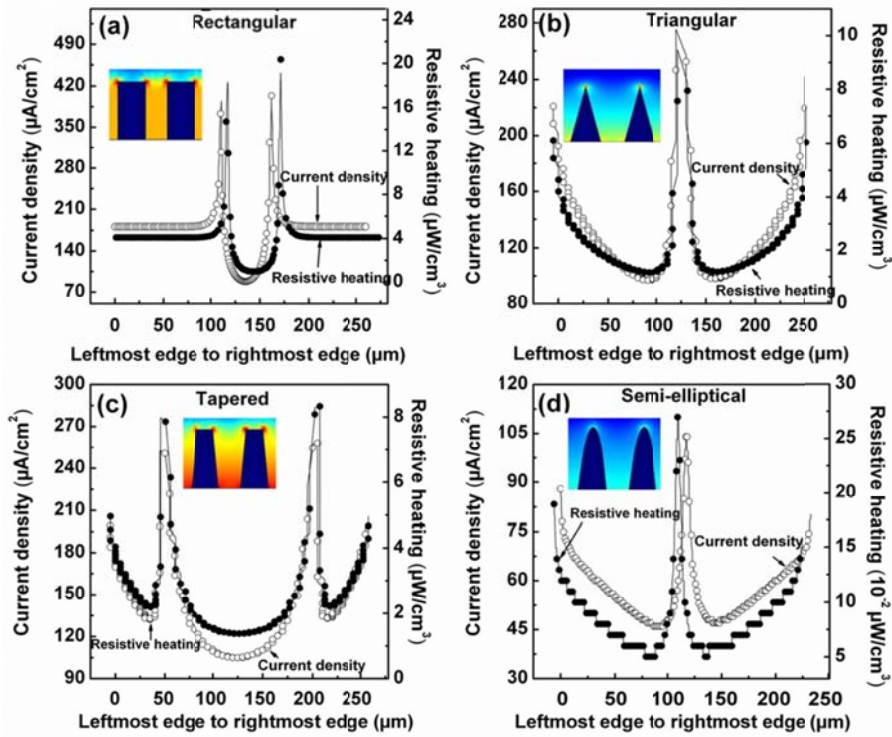 (a)
Rectangular
Current density (µA/cm²)
490
420
350
280
210
140
70
24
20
16
12
8
4
0
Resistive heating (µW/cm³)
Current density
Resistive heating
0 50 100 150 200 250
Leftmost edge to rightmost edge (µm)
(b)
Triangular
Current density (µA/cm²)
280
240
200
160
120
80
10
8
6
4
2
0
Resistive heating (µW/cm³)
Current density
Resistive heating
0 50 100 150 200 250
Leftmost edge to rightmost edge (µm)
(c)
Tapered
Current density (µA/cm²)
300
270
240
210
180
150
120
90
8
6
4
2
0
Resistive heating (µW/cm³)
Resistive heating
Current density
0 50 100 150 200 250
Leftmost edge to rightmost edge (µm)
(d)
Semi-elliptical
Current density (µA/cm²)
120
105
90
75
60
45
30
30
25
20
15
10
5
Resistive heating (10⁻² µW/cm³)
Resistive heating
Current density
0 50 100 150 200
Leftmost edge to rightmost edge (µm)